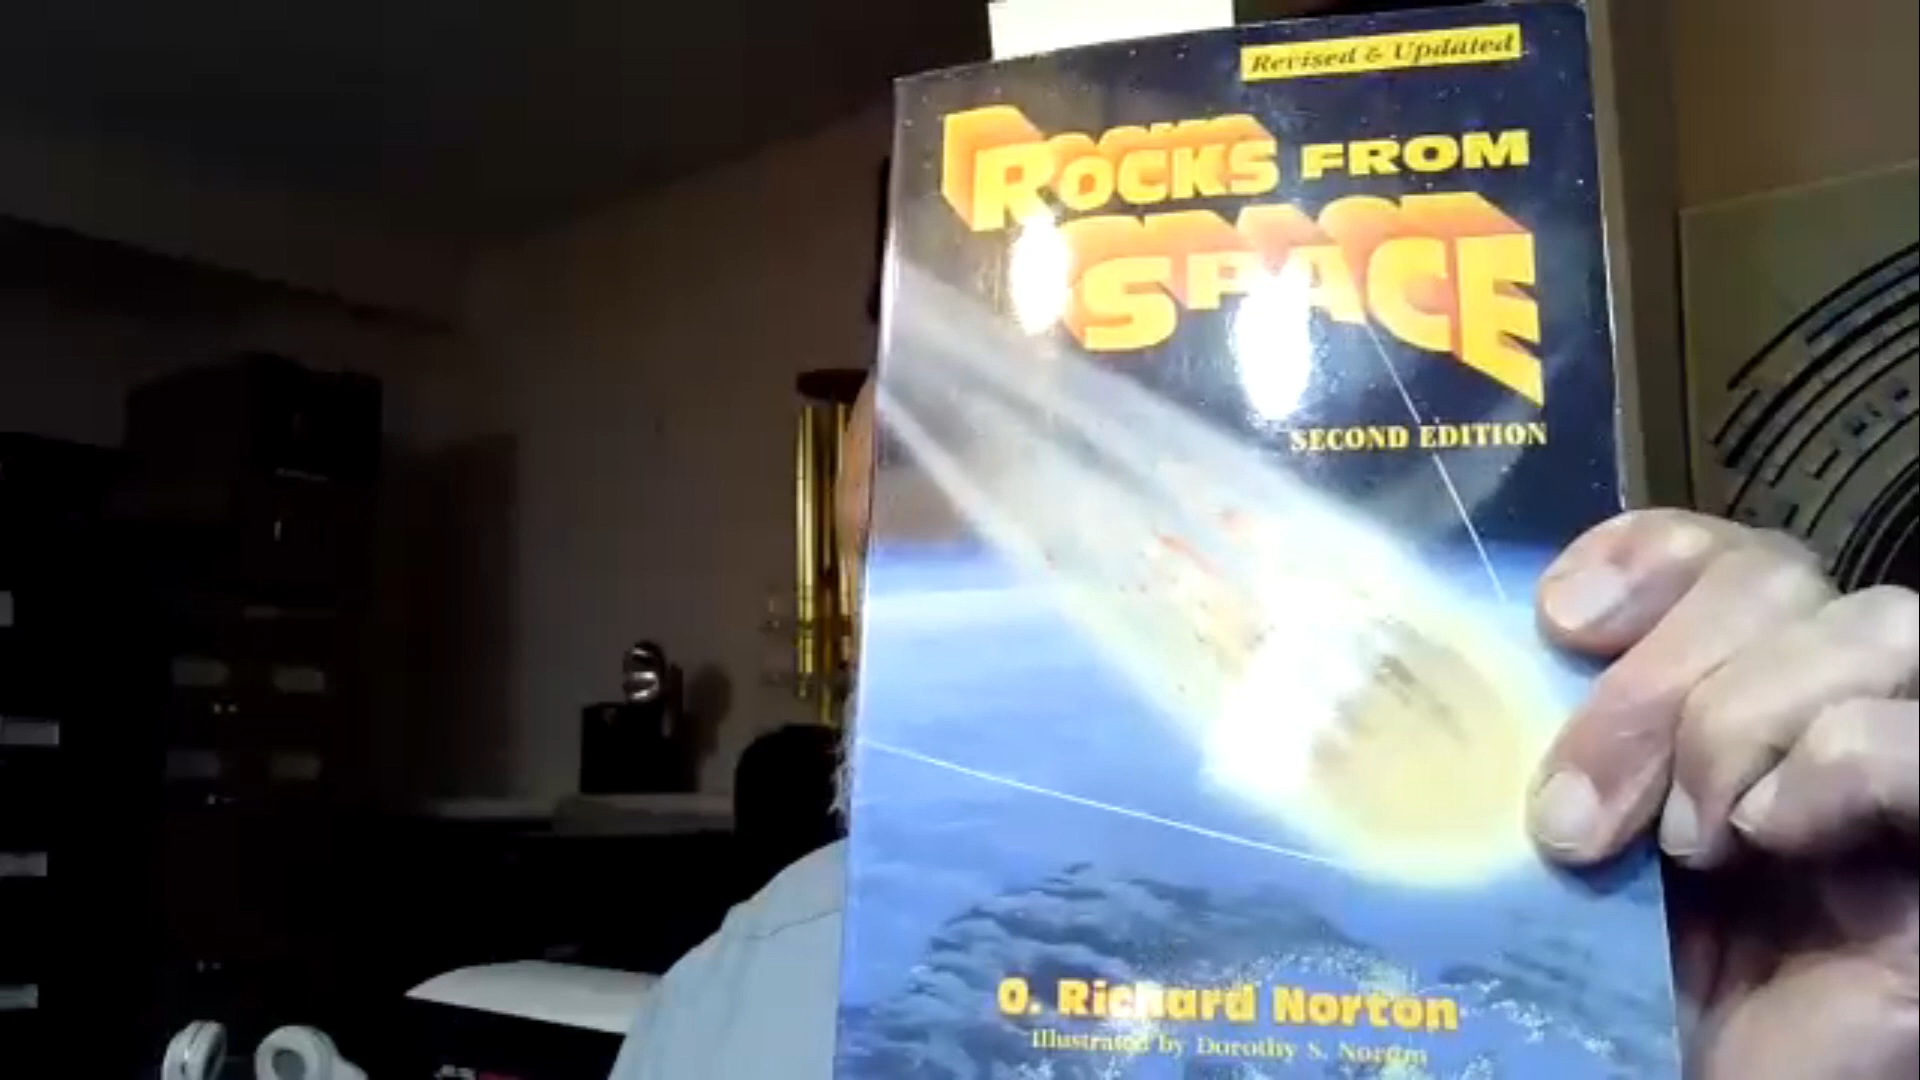 Revised & Updated
ROCKS FROM
SPACE
SECOND EDITION
O. Richard Norton
Illustrated by Dorothy S. Norton